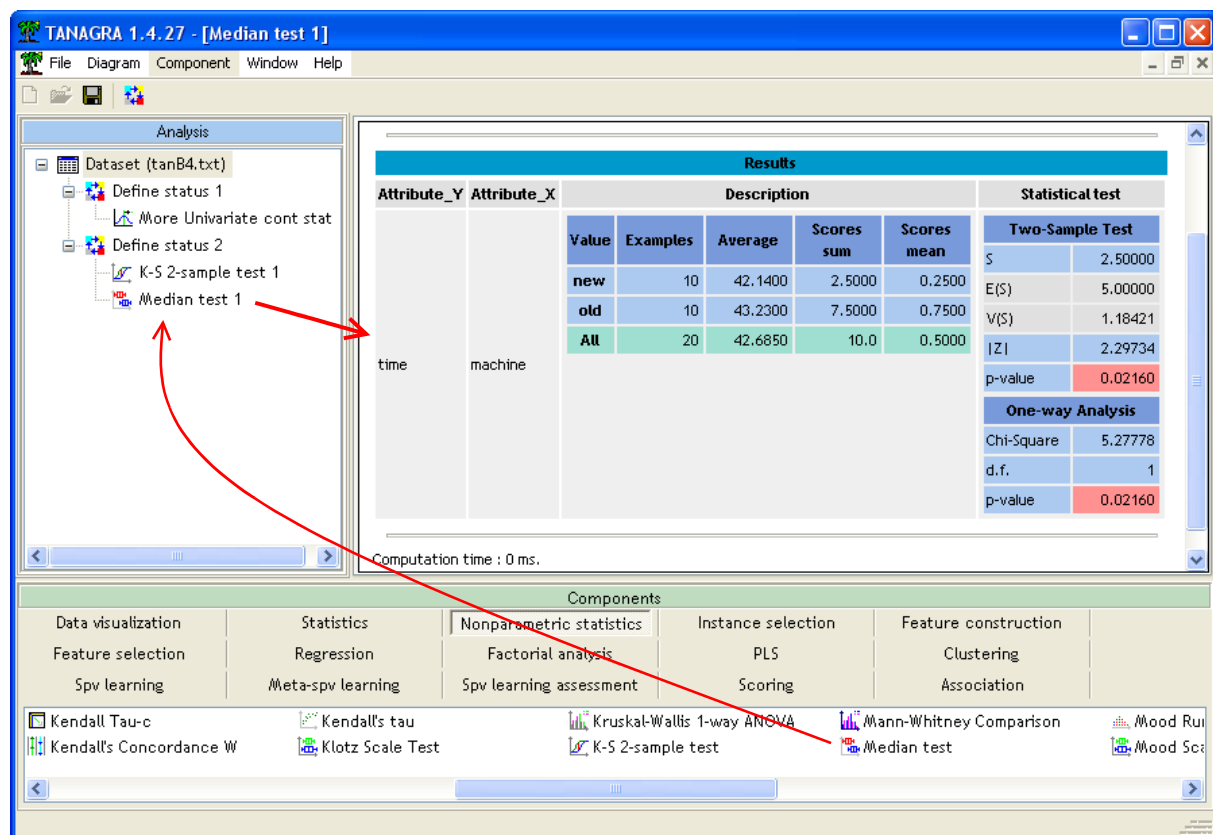 TANAGRA 1.4.27 - [Median test 1]
File Diagram Component Window Help
Analysis
Dataset (tanB4.txt)
Define status 1
More Univariate cont stat
Define status 2
K-S 2-sample test 1
Median test 1
Results
Attribute_Y Attribute_X Description Statistical test
Value Examples Average Scores sum Scores mean
new 10 42.1400 2.5000 0.2500
old 10 43.2300 7.5000 0.7500
All 20 42.6850 10.0 0.5000
time machine
Two-Sample Test
S 2.50000
E(S) 5.00000
V(S) 1.18421
|Z| 2.29734
p-value 0.02160
One-way Analysis
Chi-Square 5.27778
d.f. 1
p-value 0.02160
Computation time : 0 ms.
Components
Data visualization Statistics Nonparametric statistics Instance selection Feature construction
Feature selection Regression Factorial analysis PLS Clustering
Spv learning Meta-spv learning Spv learning assessment Scoring Association
Kendall Tau-c Kendall's tau Kruskal-Wallis 1-way ANOVA Mann-Whitney Comparison Mood Ru
Kendall's Concordance W Klotz Scale Test K-S 2-sample test Median test Mood Sca